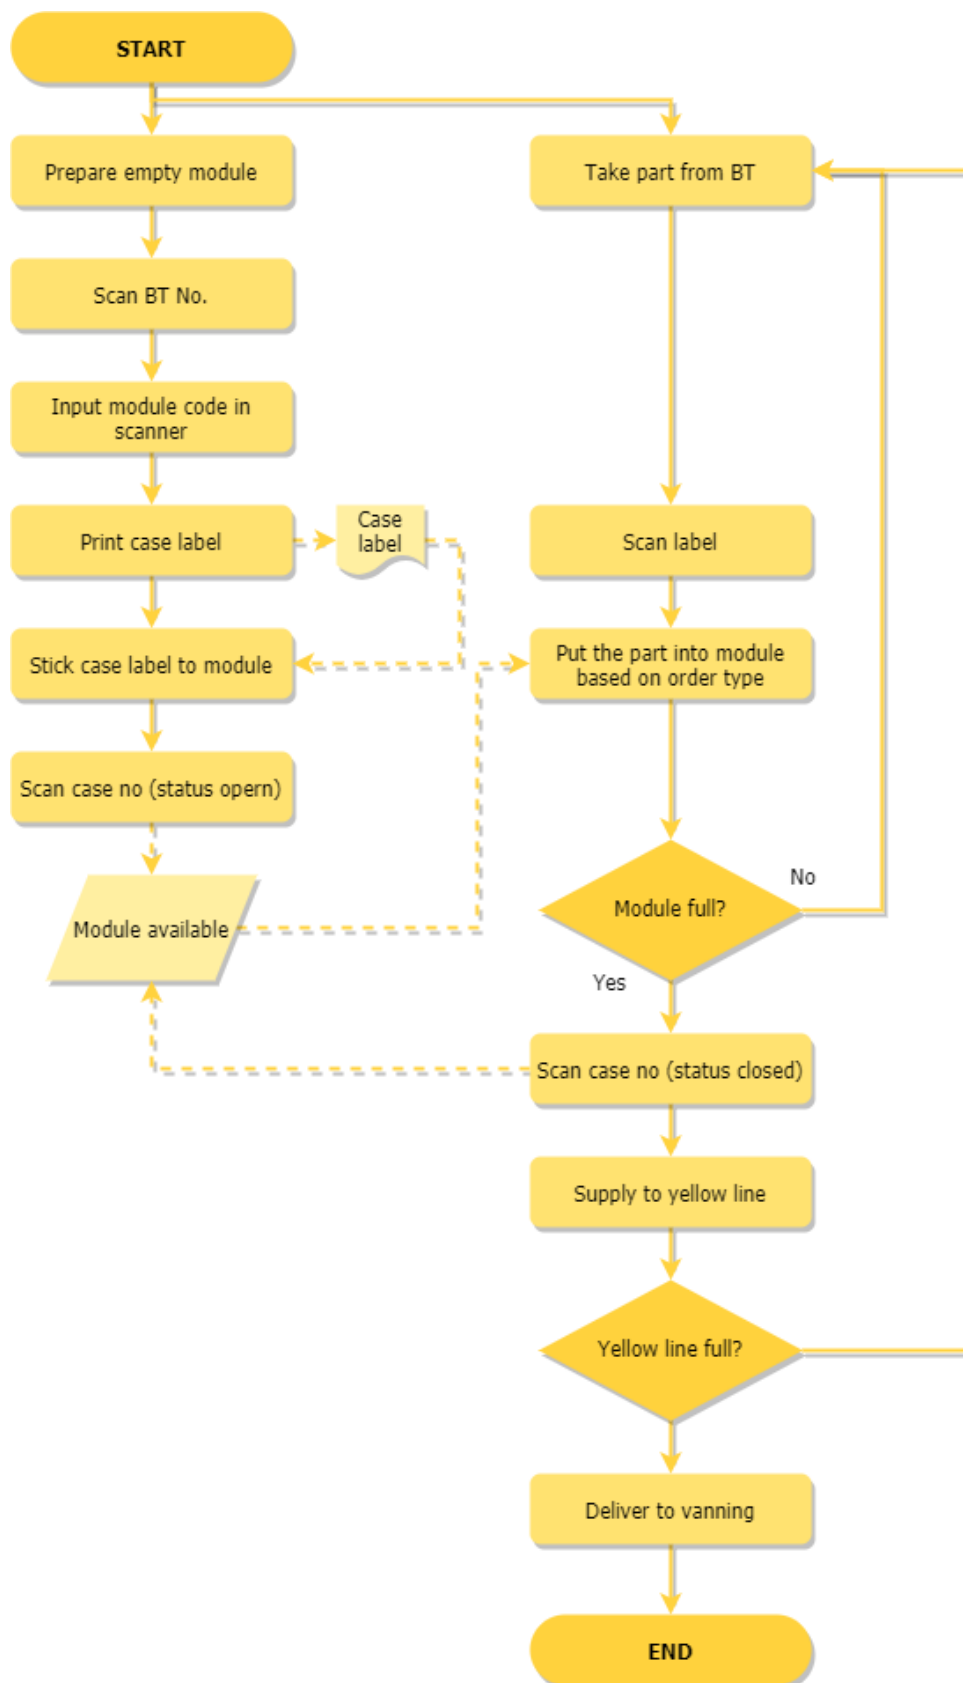 START
Prepare empty module
Take part from BT
Scan BT No.
Input module code in
scanner
Print case label
Case
label
Scan label
Stick case label to module
Put the part into module
based on order type
Scan case no (status opern)
Module available
Module full?
No
Yes
Scan case no (status closed)
Supply to yellow line
Yellow line full?
Deliver to vanning
END